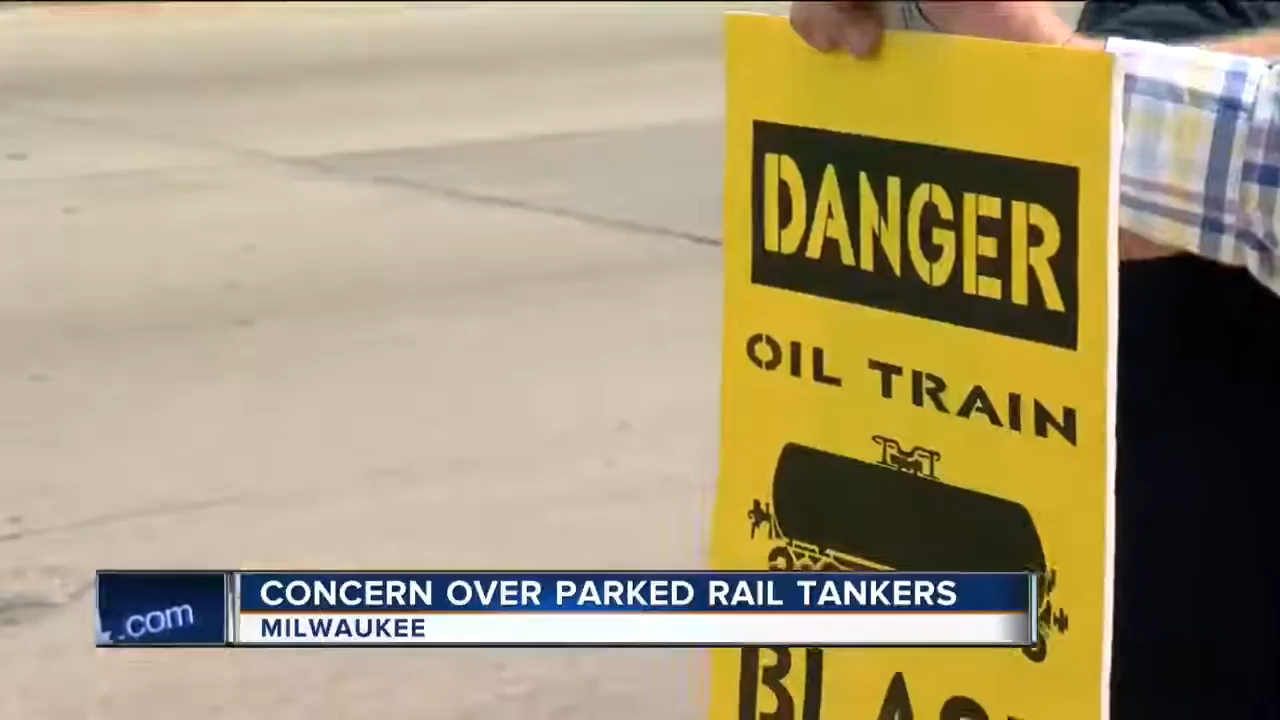 DANGER
OIL TRAIN
CONCERN OVER PARKED RAIL TANKERS
.com
MILWAUKEE